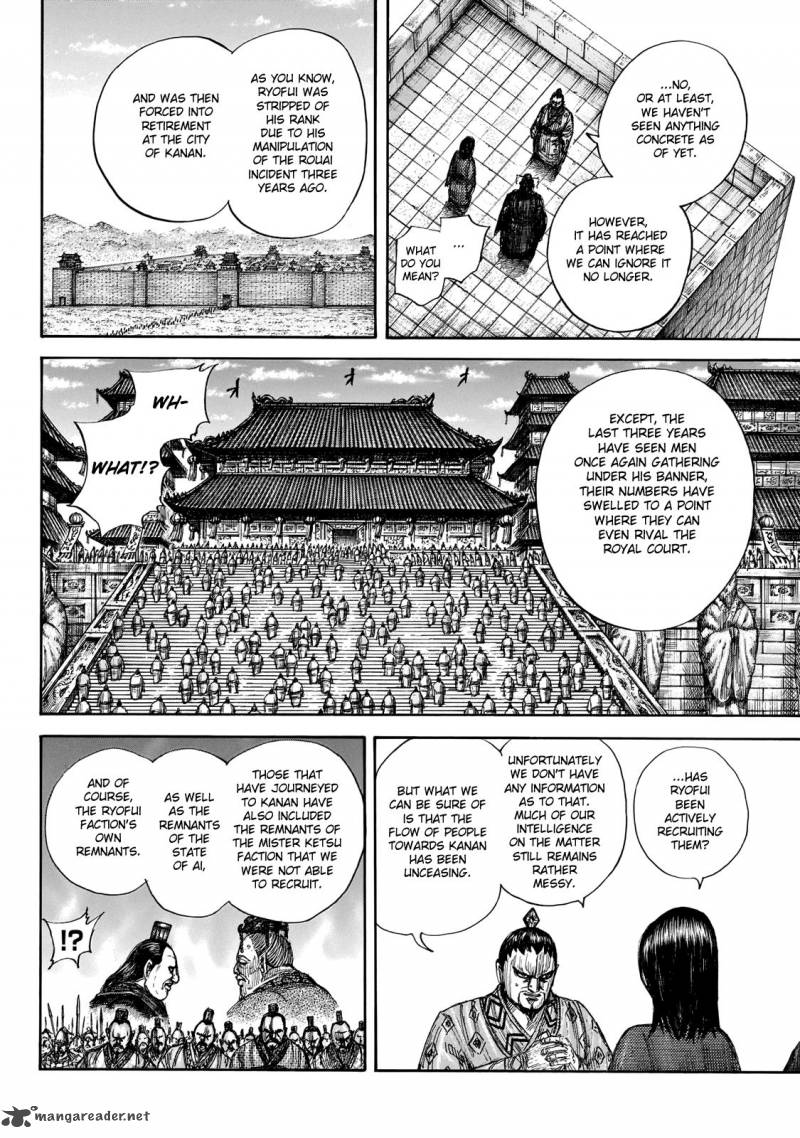 ...NO,
OR AT LEAST,
WE HAVEN'T
SEEN ANYTHING
CONCRETE AS
OF YET.
HOWEVER,
IT HAS REACHED
A POINT WHERE
WE CAN IGNORE IT
NO LONGER.
...
WHAT
DO YOU
MEAN?
AS YOU KNOW,
RYOFUI WAS
STRIPPED OF
HIS RANK
DUE TO HIS
MANIPULATION
OF THE ROUAI
INCIDENT THREE
YEARS AGO.
AND WAS THEN
FORCED INTO
RETIREMENT
AT THE CITY
OF KANAN.
EXCEPT, THE
LAST THREE YEARS
HAVE SEEN MEN
ONCE AGAIN GATHERING
UNDER HIS BANNER,
THEIR NUMBERS HAVE
SWELLED TO A POINT
WHERE THEY CAN
EVEN RIVAL THE
ROYAL COURT.
WH-
WHAT!?
...HAS
RYOFUI
BEEN
ACTIVELY
RECRUITING
THEM?
UNFORTUNATELY
WE DON'T HAVE
ANY INFORMATION
AS TO THAT.
MUCH OF OUR
INTELLIGENCE
ON THE MATTER
STILL REMAINS
RATHER
MESSY.
BUT WHAT WE
CAN BE SURE OF
IS THAT THE
FLOW OF PEOPLE
TOWARDS KANAN
HAS BEEN
UNCEASING.
THOSE THAT
HAVE JOURNEYED
TO KANAN HAVE
ALSO INCLUDED
THE REMNANTS OF
THE MISTER KETSU
FACTION THAT WE
WERE NOT ABLE
TO RECRUIT.
AS WELL
AS THE
REMNANTS
OF THE
STATE
OF AI,
AND OF
COURSE,
THE RYOFUI
FACTION'S
OWN
REMNANTS.
!?
mangareader.net